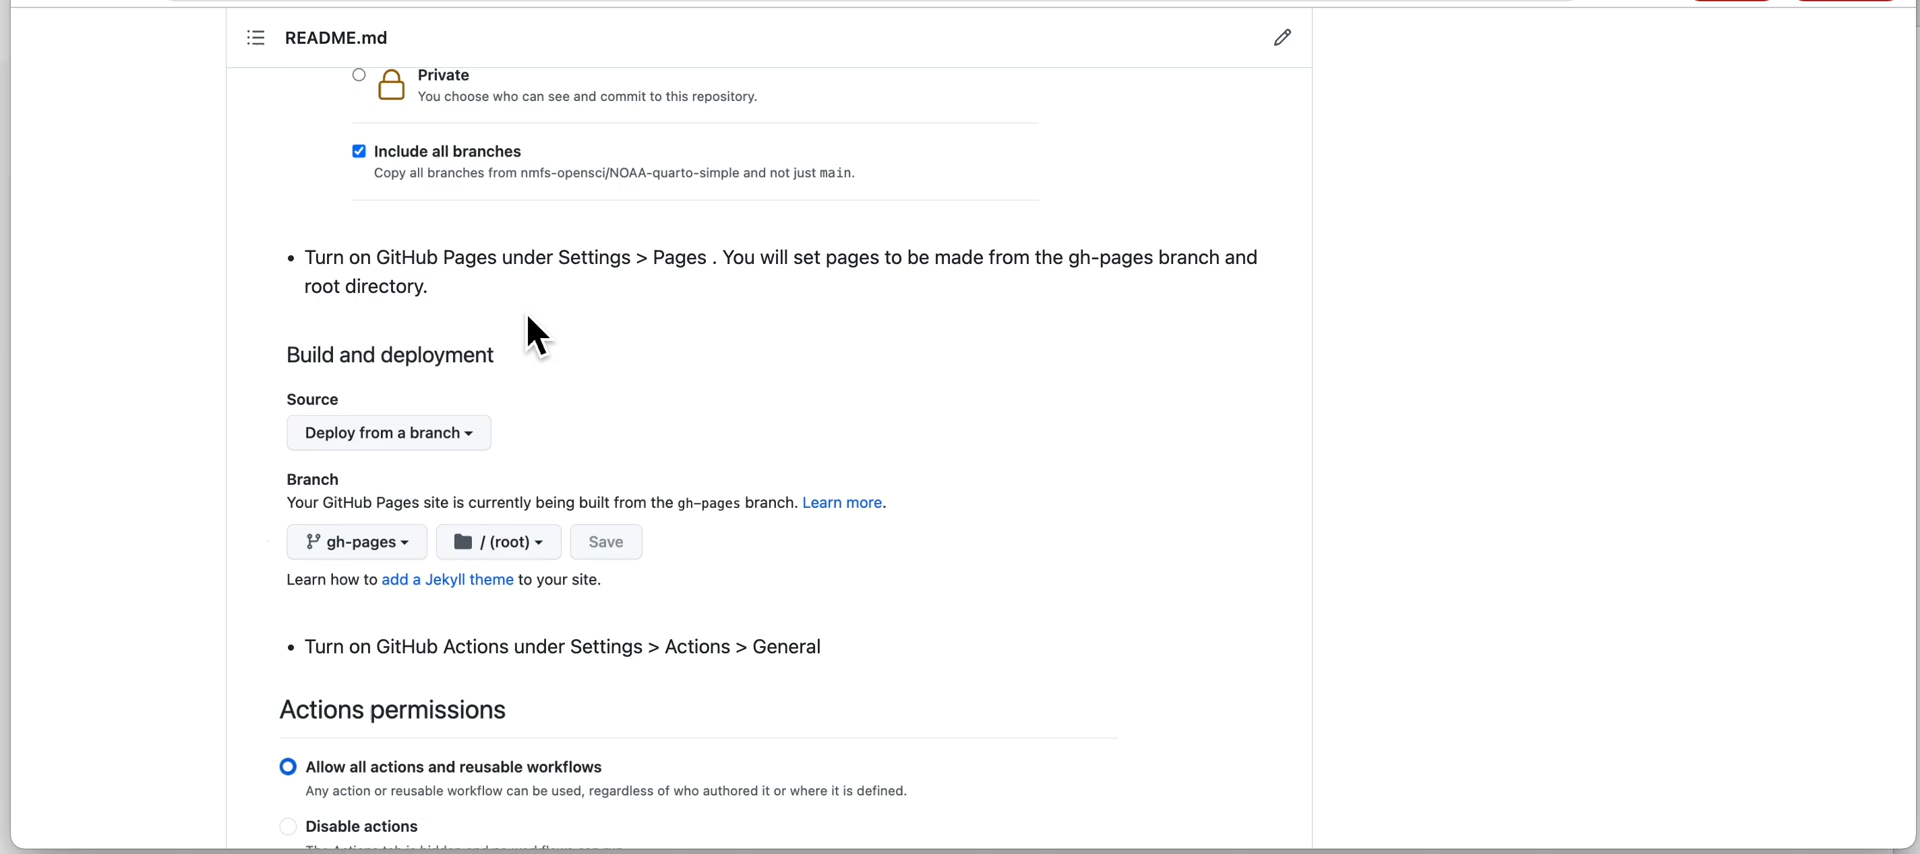 README.md
Private
You choose who can see and commit to this repository.
Include all branches
Copy all branches from nmfs-opensci/NOAA-quarto-simple and not just main.
• Turn on GitHub Pages under Settings > Pages . You will set pages to be made from the gh-pages branch and
root directory.
Build and deployment
Source
Deploy from a branch
Branch
Your GitHub Pages site is currently being built from the gh-pages branch. Learn more.
gh-pages / (root) Save
Learn how to add a Jekyll theme to your site.
• Turn on GitHub Actions under Settings > Actions > General
Actions permissions
Allow all actions and reusable workflows
Any action or reusable workflow can be used, regardless of who authored it or where it is defined.
Disable actions